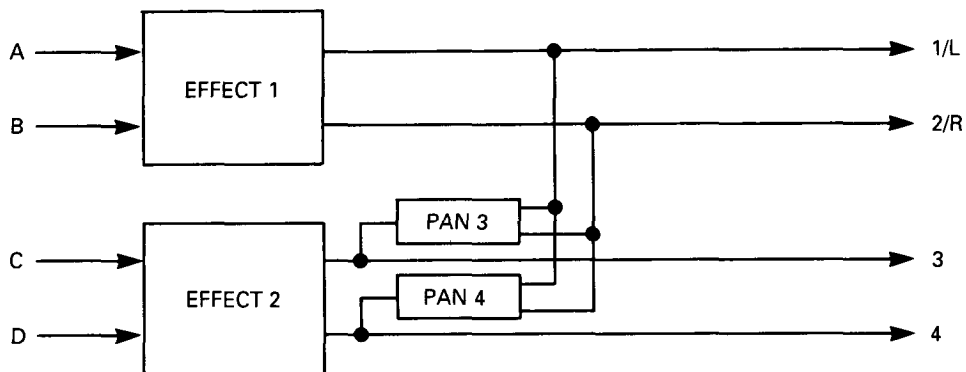 A
EFFECT 1
1/L
B
2/R
PAN 3
C
EFFECT 2
3
PAN 4
D
4